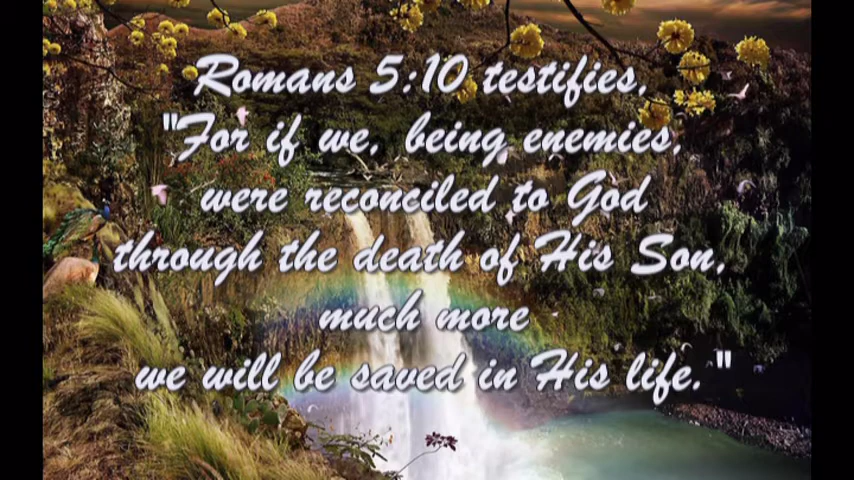 Romans 5:10 testifies,
"For if we, being enemies,
were reconciled to God
through the death of His Son,
much more
we will be saved in His life."